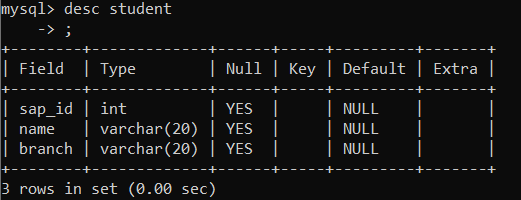 mysql> desc student
    -> ;
+--------+-------------+------+-----+---------+-------+
| Field  | Type        | Null | Key | Default | Extra |
+--------+-------------+------+-----+---------+-------+
| sap_id | int         | YES  |     | NULL    |       |
| name   | varchar(20) | YES  |     | NULL    |       |
| branch | varchar(20) | YES  |     | NULL    |       |
+--------+-------------+------+-----+---------+-------+
3 rows in set (0.00 sec)